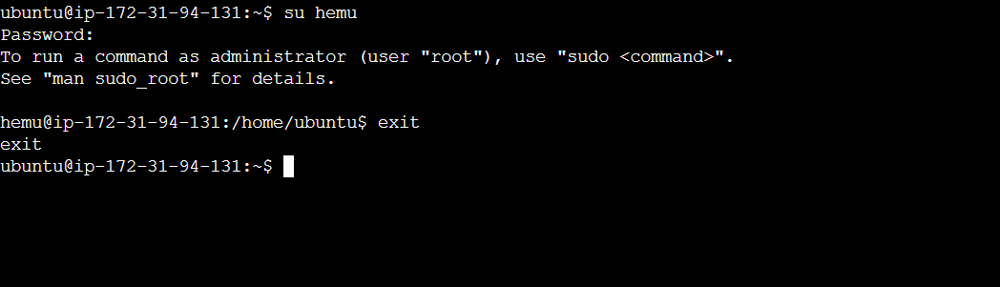 ubuntu@ip-172-31-94-131:~$ su hemu
Password:
To run a command as administrator (user "root"), use "sudo <command>".
See "man sudo_root" for details.
hemu@ip-172-31-94-131:/home/ubuntu$ exit
exit
ubuntu@ip-172-31-94-131:~$